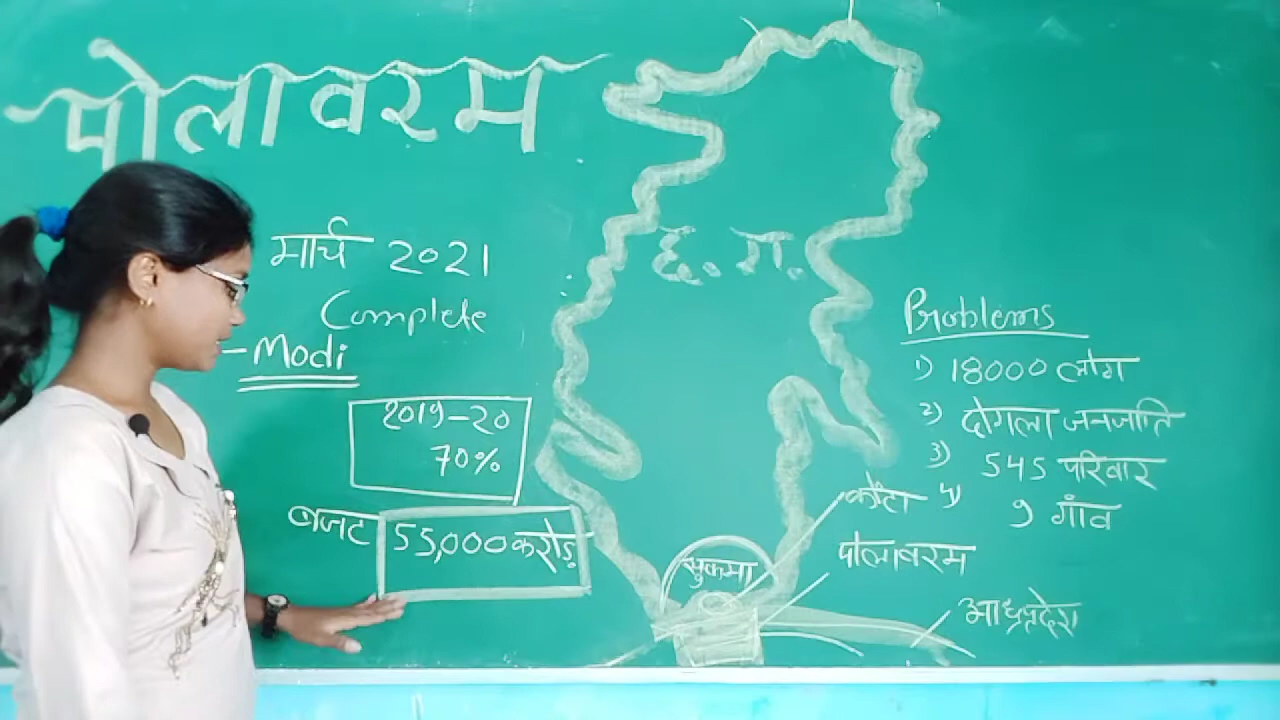 पोलावरम
मार्च 2021
Complete
-Modi
2019-20
70%
बजट 55,000 करोड़
छ. ग.
सुकमा
Problems
1) 18000 लोग
2) दोगला जनजाति
3) 545 परिवार
4) 9 गाँव
कोंटा
पोलावरम
आंध्रप्रदेश